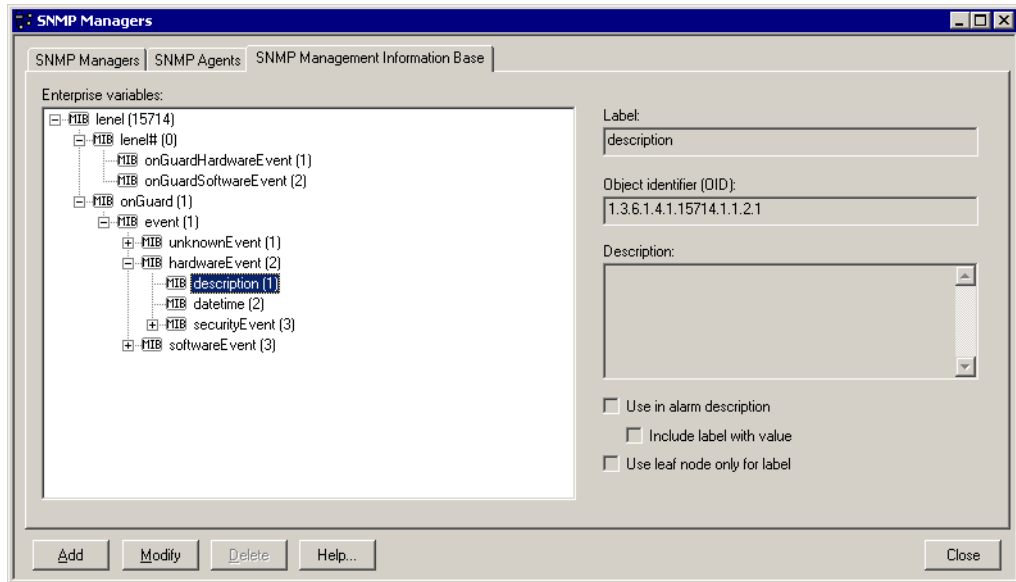 SNMP Managers
SNMP Managers SNMP Agents SNMP Management Information Base
Enterprise variables:
MIB lenel (15714)
MIB lenel# (0)
MIB onGuardHardwareEvent (1)
MIB onGuardSoftwareEvent (2)
MIB onGuard (1)
MIB event (1)
MIB unknownEvent (1)
MIB hardwareEvent (2)
MIB description (1)
MIB datetime (2)
MIB securityEvent (3)
MIB softwareEvent (3)
Label:
description
Object identifier (OID):
1.3.6.1.4.1.15714.1.1.2.1
Description:
Use in alarm description
Include label with value
Use leaf node only for label
Add Modify Delete Help... Close